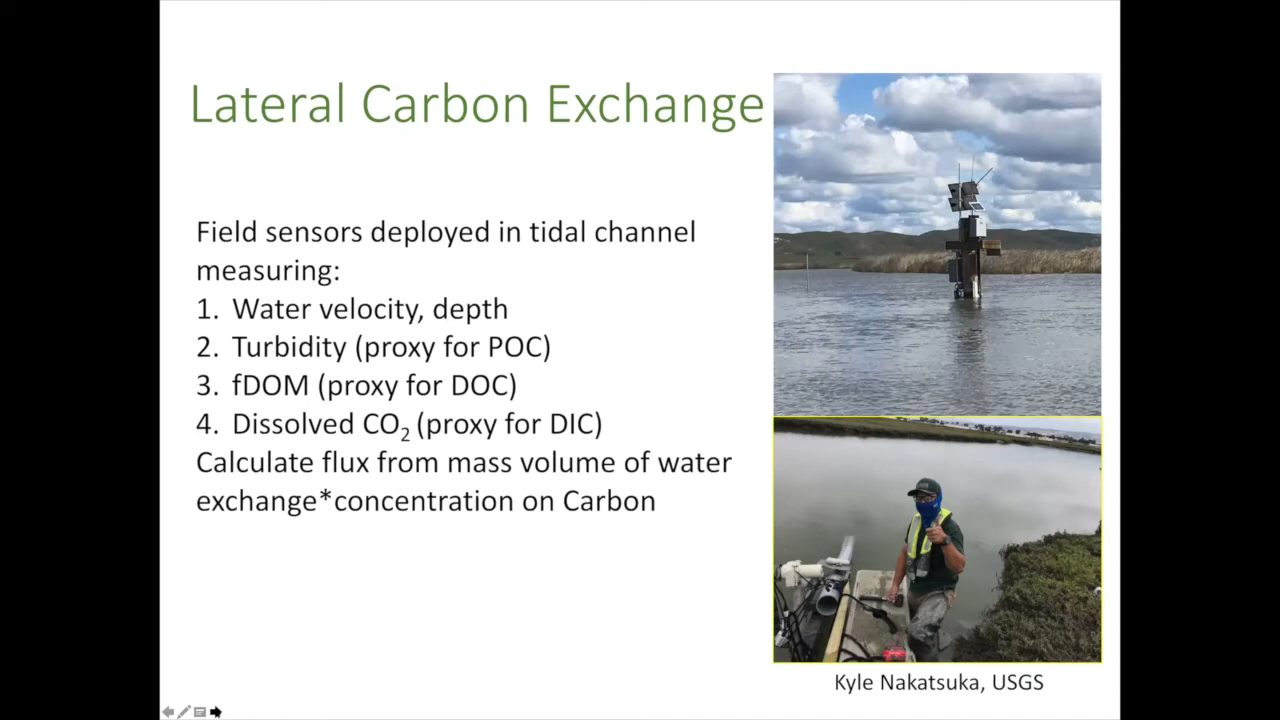 Lateral Carbon Exchange
Field sensors deployed in tidal channel
measuring:
1. Water velocity, depth
2. Turbidity (proxy for POC)
3. fDOM (proxy for DOC)
4. Dissolved CO₂ (proxy for DIC)
Calculate flux from mass volume of water
exchange*concentration on Carbon
Kyle Nakatsuka, USGS